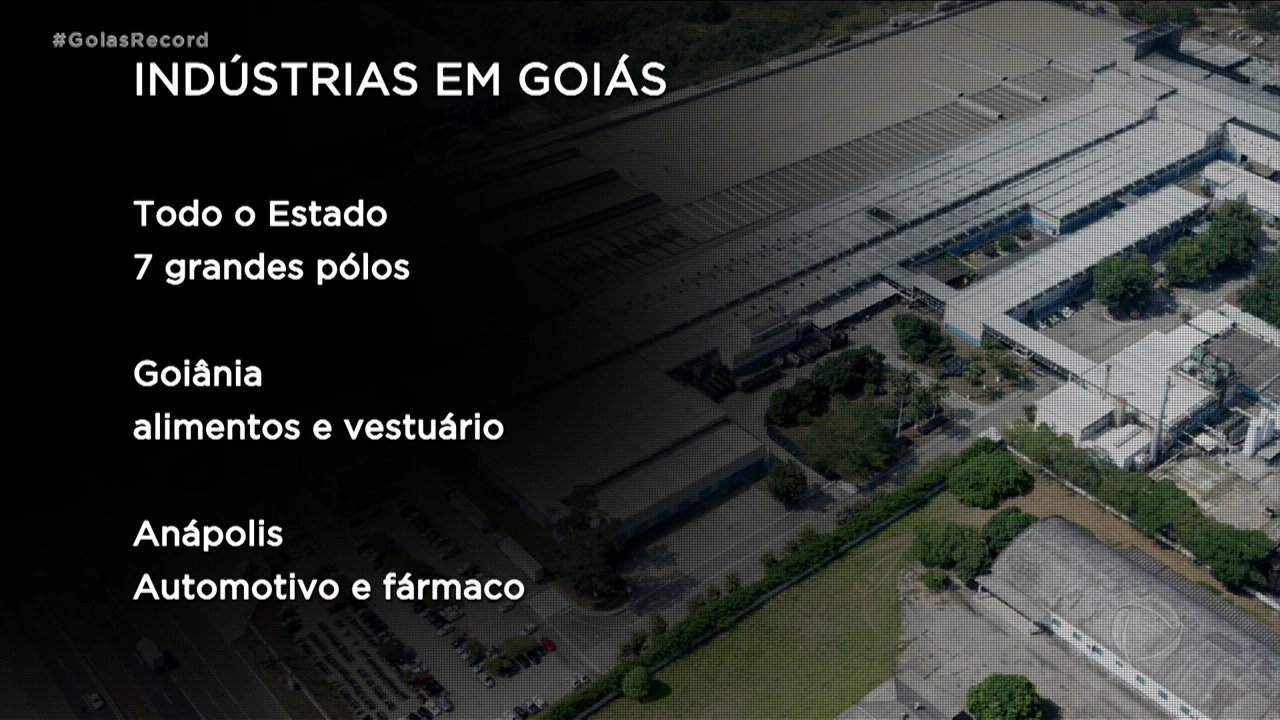 #GoiasRecord
INDÚSTRIAS EM GOIÁS
Todo o Estado
7 grandes pólos
Goiânia
alimentos e vestuário
Anápolis
Automotivo e fármaco